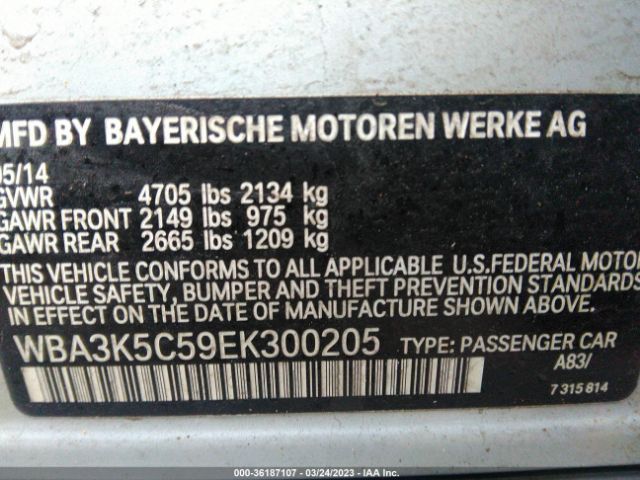 MFD BY BAYERISCHE MOTOREN WERKE AG
05/14
GVWR 4705 lbs 2134 kg
GAWR FRONT 2149 lbs 975 kg
GAWR REAR 2665 lbs 1209 kg
THIS VEHICLE CONFORMS TO ALL APPLICABLE U.S.FEDERAL MOTOR
VEHICLE SAFETY, BUMPER AND THEFT PREVENTION STANDARDS
IN EFFECT ON THE DATE OF MANUFACTURE SHOWN ABOVE.
WBA3K5C59EK300205 TYPE: PASSENGER CAR
A83/
7 315 814
000-36187107 - 03/24/2023 - IAA Inc.